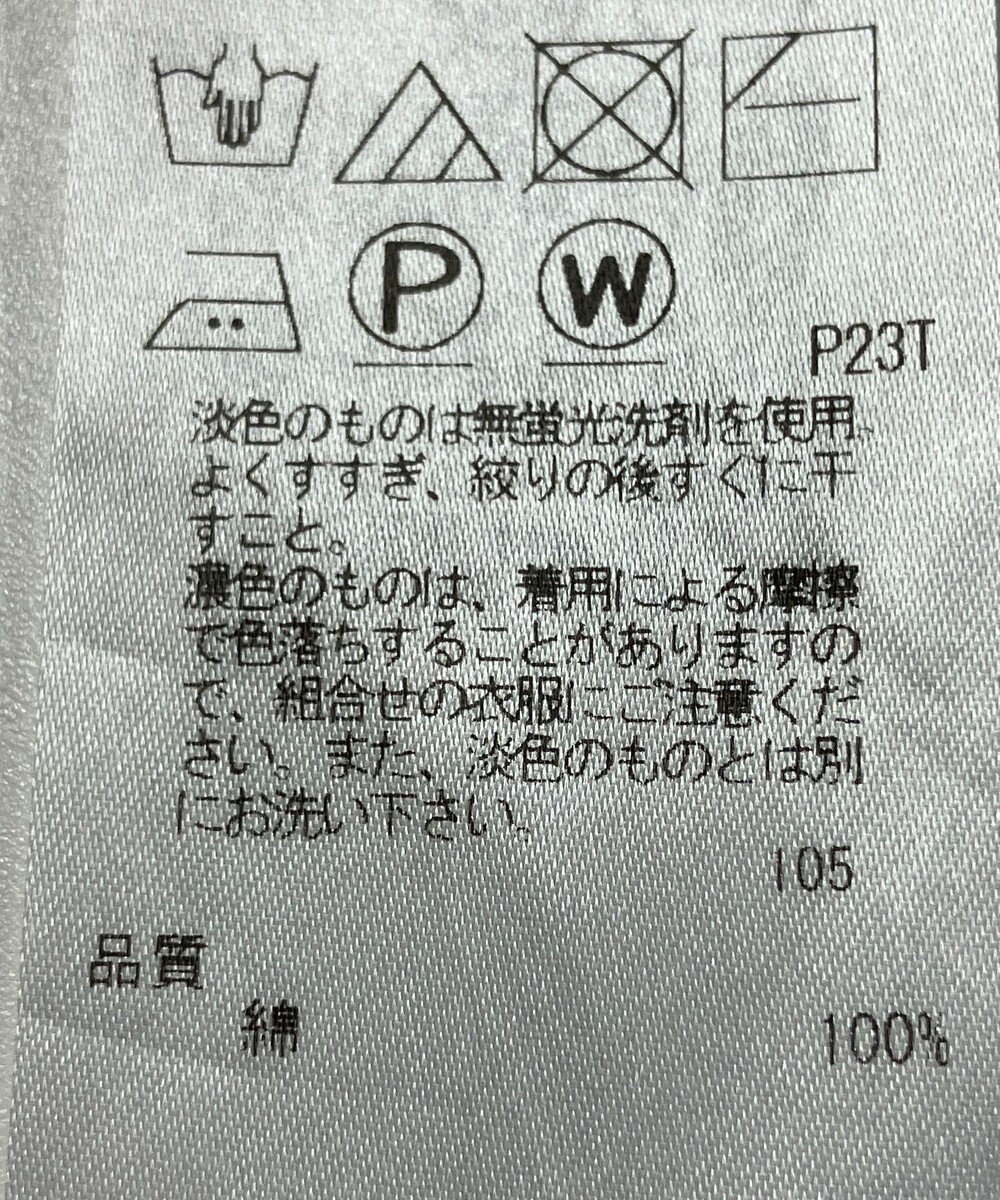 P
W
P23T
淡色のものは無蛍光洗剤を使用。
よくすすぎ、絞りの後すぐに干
すこと。
濃色のものは、着用による摩擦
で色落ちすることがありますの
で、組合せの衣服にご注意くだ
さい。また、淡色のものとは別
にお洗い下さい。
105
品質
綿 100%